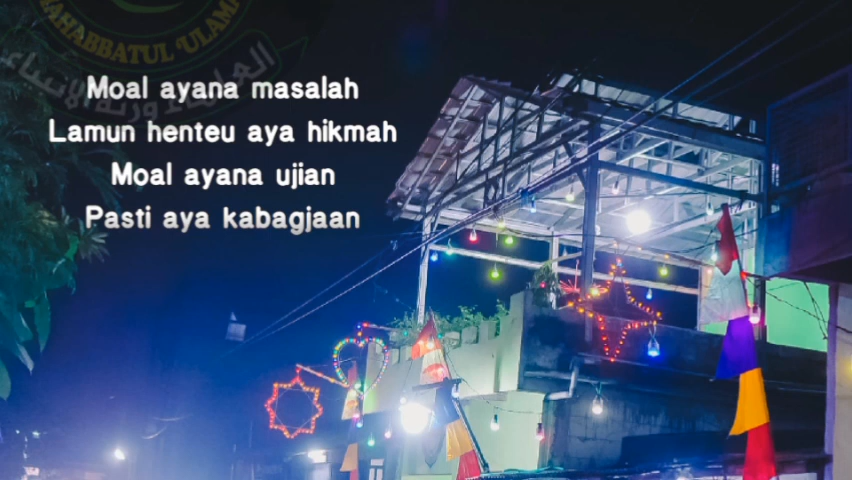 MAHABBATUL ULAMA
Moal ayana masalah
Lamun henteu aya hikmah
Moal ayana ujian
Pasti aya kabagjaan